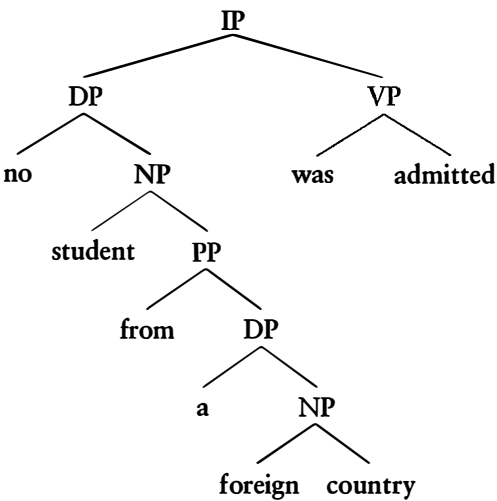 IP
DP VP
no NP was admitted
student PP
from DP
a NP
foreign country